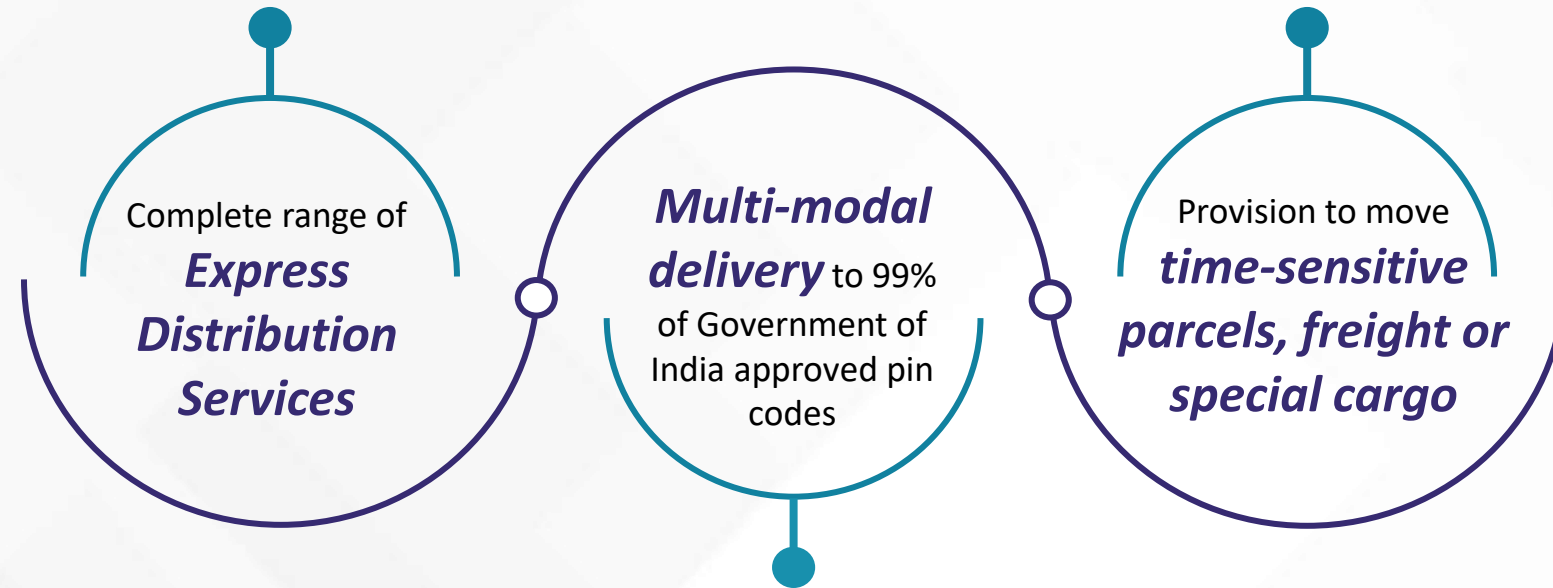 Complete range of
Express
Distribution
Services
Multi-modal
delivery to 99%
of Government of
India approved pin
codes
Provision to move
time-sensitive
parcels, freight or
special cargo